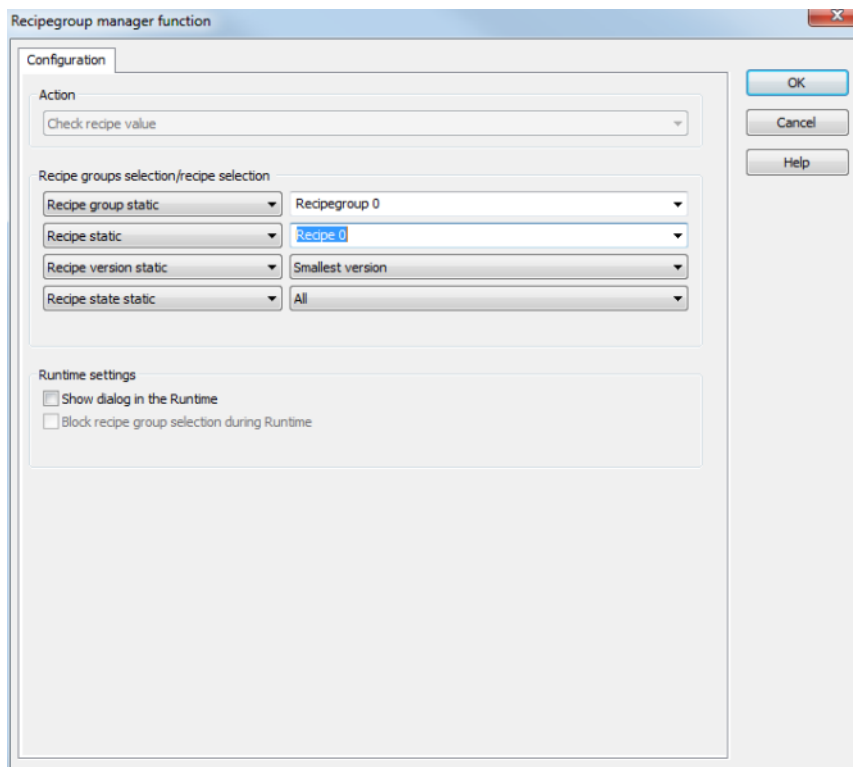 Recipegroup manager function
Configuration
OK
Action
Check recipe value
Cancel
Help
Recipe groups selection/recipe selection
Recipe group static Recipegroup 0
Recipe static Recipe 0
Recipe version static Smallest version
Recipe state static All
Runtime settings
Show dialog in the Runtime
Block recipe group selection during Runtime